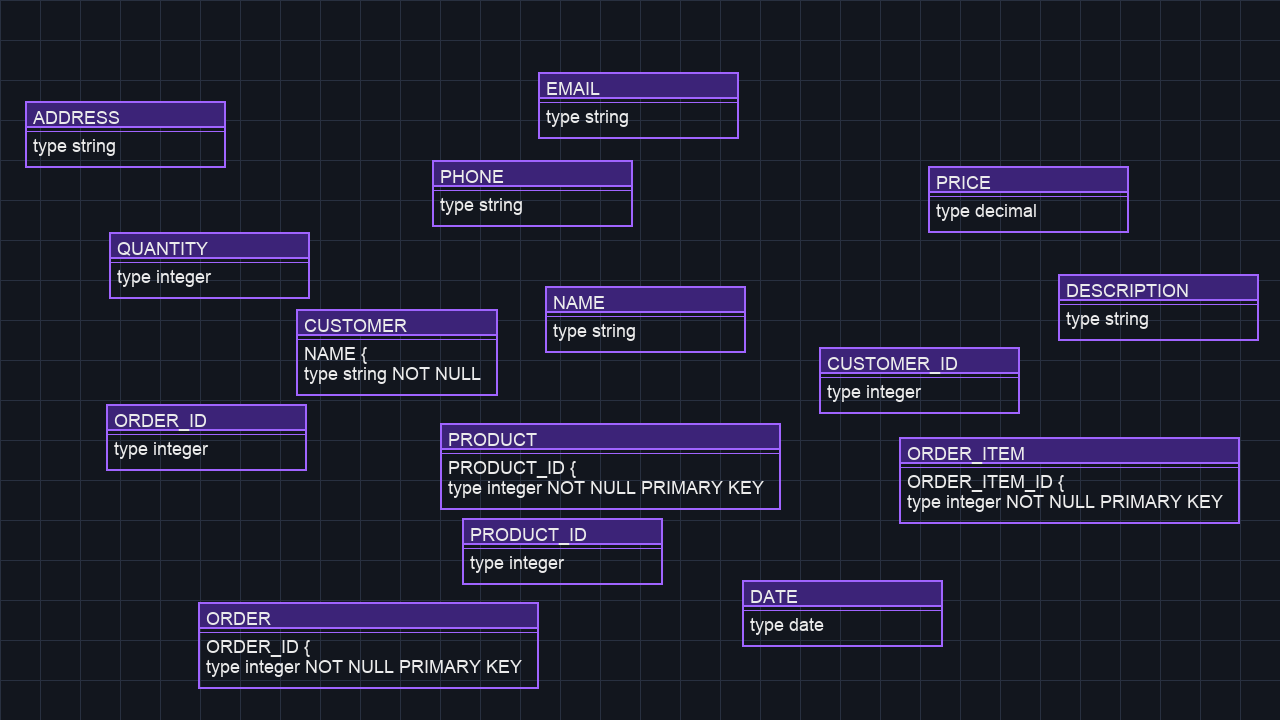 EMAIL
type string
ADDRESS
type string
PHONE
type string
PRICE
type decimal
QUANTITY
type integer
DESCRIPTION
type string
NAME
type string
CUSTOMER
NAME {
type string NOT NULL
CUSTOMER_ID
type integer
ORDER_ID
type integer
PRODUCT
PRODUCT_ID {
type integer NOT NULL PRIMARY KEY
ORDER_ITEM
ORDER_ITEM_ID {
type integer NOT NULL PRIMARY KEY
PRODUCT_ID
type integer
DATE
type date
ORDER
ORDER_ID {
type integer NOT NULL PRIMARY KEY